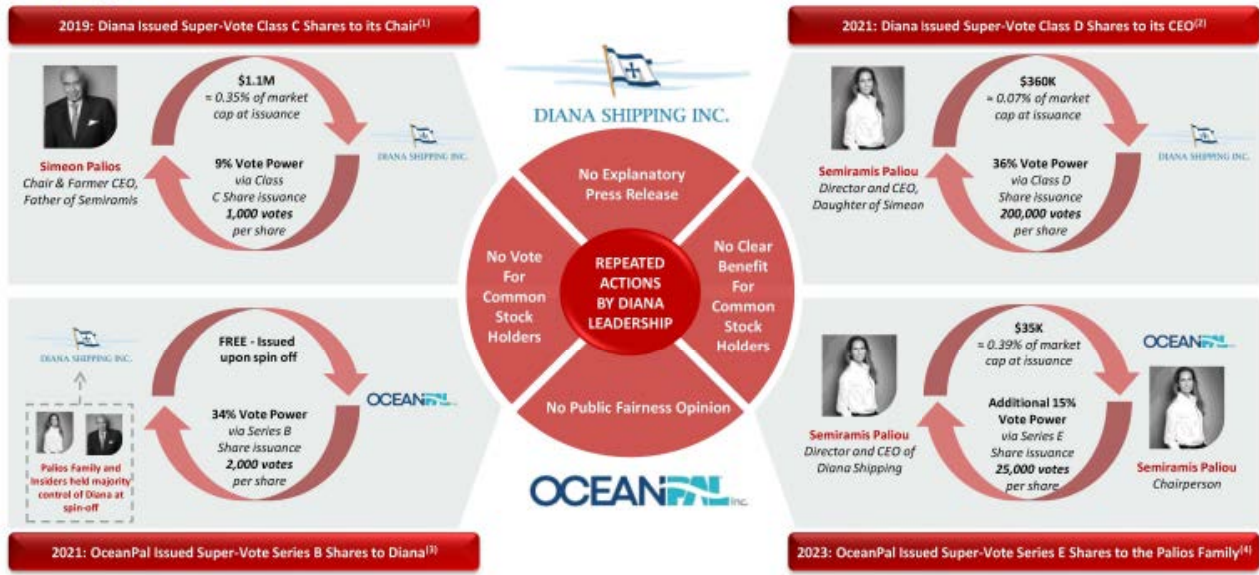 2019: Diana Issued Super-Vote Class C Shares to its Chair(1)
$1.1M
≈ 0.35% of market
cap at issuance
Simeon Palios
Chair & Former CEO,
Father of Semiramis
9% Vote Power
via Class
C Share issuance
1,000 votes
per share
DIANA SHIPPING INC.
DIANA SHIPPING INC.
2021: Diana Issued Super-Vote Class D Shares to its CEO(2)
$360K
≈ 0.07% of market
cap at issuance
Semiramis Paliou
Director and CEO,
Daughter of Simeon
36% Vote Power
via Class D
Share issuance
200,000 votes
per share
DIANA SHIPPING INC.
No Explanatory
Press Release
No Vote
For
Common
Stock
Holders
REPEATED
ACTIONS
BY DIANA
LEADERSHIP
No Clear
Benefit
For
Common
Stock
Holders
No Public Fairness Opinion
OCEANPAL Inc.
DIANA SHIPPING INC.
FREE - Issued
upon spin off
34% Vote Power
via Series B
Share issuance
2,000 votes
per share
OCEANPAL
Palios Family and
Insiders held majority
control of Diana at
spin-off
2021: OceanPal Issued Super-Vote Series B Shares to Diana(3)
$35K
≈ 0.39% of market
cap at issuance
OCEANPAL
Semiramis Paliou
Director and CEO of
Diana Shipping
Additional 15%
Vote Power
via Series E
Share issuance
25,000 votes
per share
Semiramis Paliou
Chairperson
2023: OceanPal Issued Super-Vote Series E Shares to the Palios Family(4)